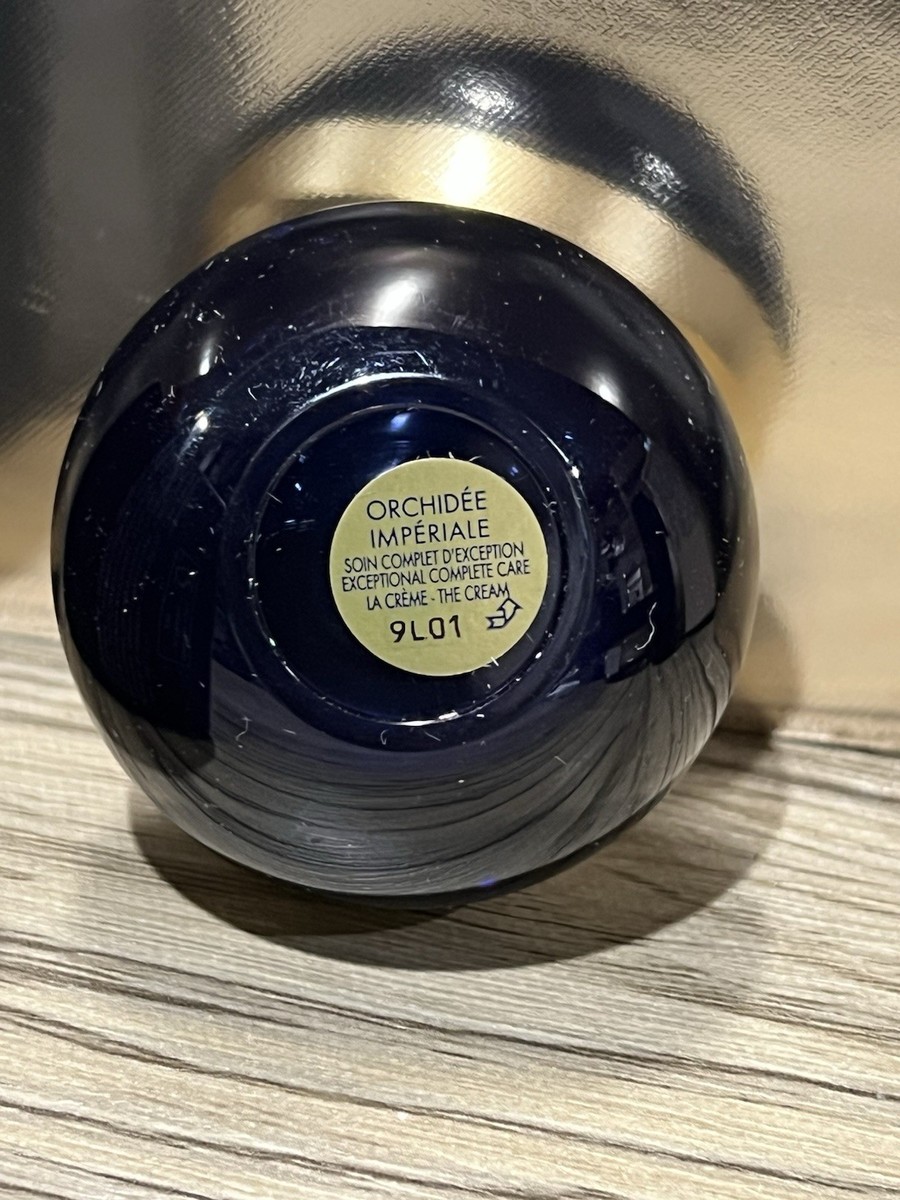 ORCHIDÉE
IMPÉRIALE
SOIN COMPLET D'EXCEPTION
EXCEPTIONAL COMPLETE CARE
LA CRÈME - THE CREAM
9L01